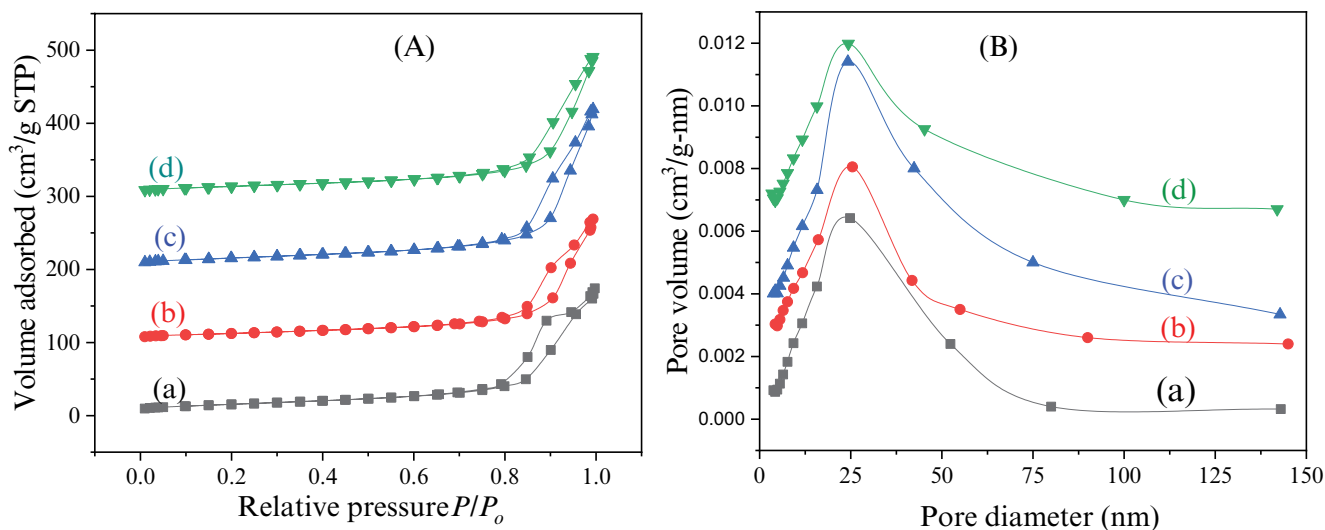 (A)
Volume adsorbed (cm³/g STP)
500
400
300
200
100
0
(d)
(c)
(b)
(a)
0.0 0.2 0.4 0.6 0.8 1.0
Relative pressure P/Pₒ
(B)
Pore volume (cm³/g-nm)
0.012
0.010
0.008
0.006
0.004
0.002
0.000
(d)
(c)
(b)
(a)
0 25 50 75 100 125 150
Pore diameter (nm)